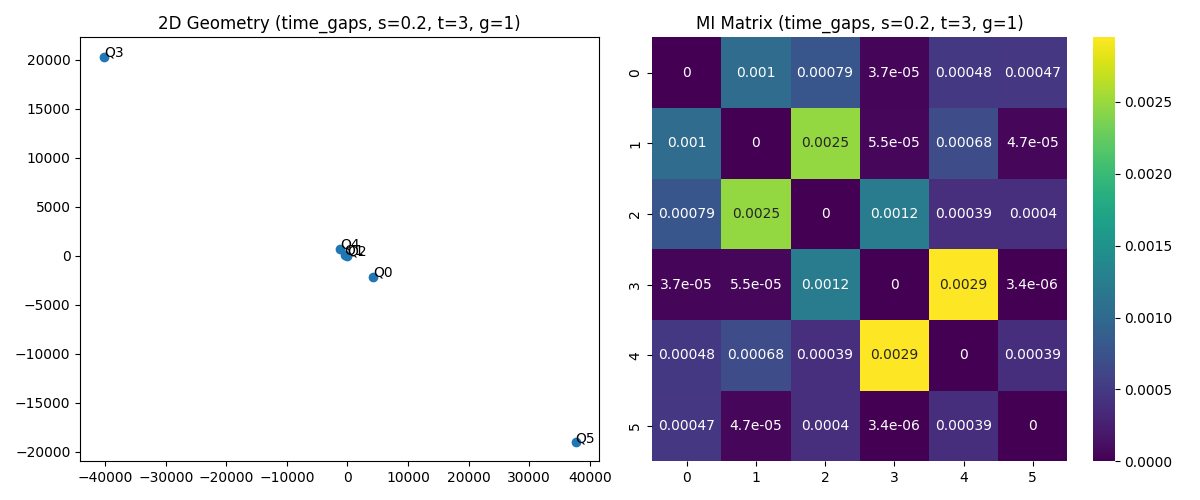 2D Geometry (time_gaps, s=0.2, t=3, g=1)
20000
15000
10000
5000
0
−5000
−10000
−15000
−20000
−40000 −30000 −20000 −10000 0 10000 20000 30000 40000
Q3
Q4
Q2
Q0
Q5
MI Matrix (time_gaps, s=0.2, t=3, g=1)
0 0 0.001 0.00079 3.7e-05 0.00048 0.00047
1 0.001 0 0.0025 5.5e-05 0.00068 4.7e-05
2 0.00079 0.0025 0 0.0012 0.00039 0.0004
3 3.7e-05 5.5e-05 0.0012 0 0.0029 3.4e-06
4 0.00048 0.00068 0.00039 0.0029 0 0.00039
5 0.00047 4.7e-05 0.0004 3.4e-06 0.00039 0
0 1 2 3 4 5
0.0025
0.0020
0.0015
0.0010
0.0005
0.0000